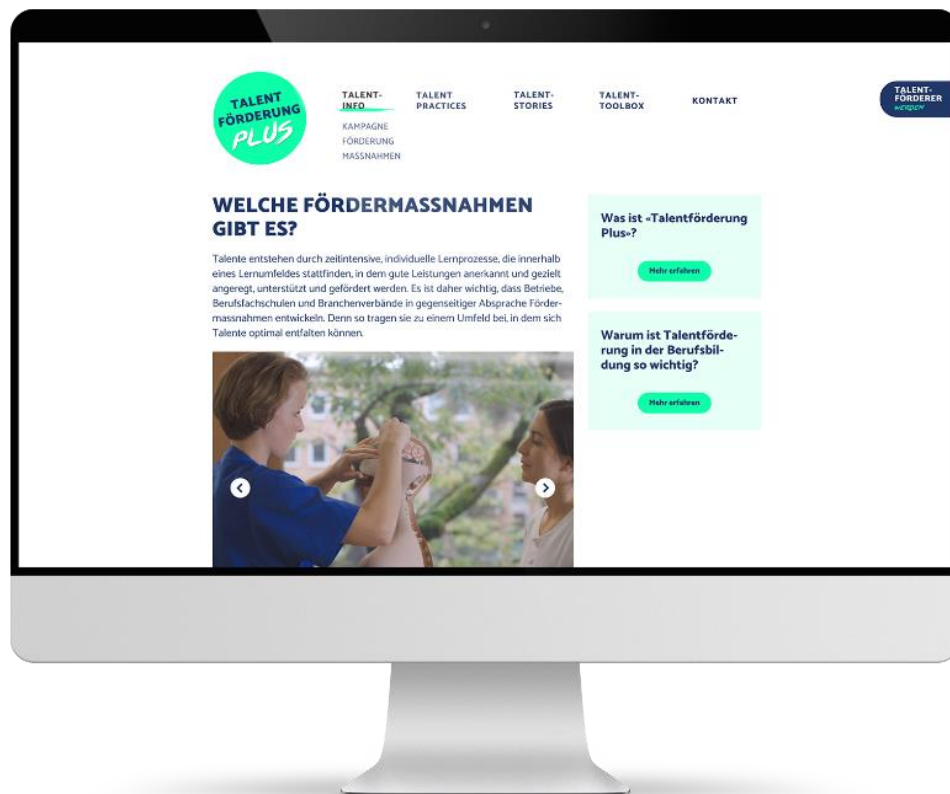 TALENT
FÖRDERUNG
PLUS
TALENT-
INFO
TALENT
PRACTICES
TALENT-
STORIES
TALENT-
TOOLBOX
KONTAKT
TALENT-
FÖRDERER
WERDEN
KAMPAGNE
FÖRDERUNG
MASSNAHMEN
WELCHE FÖRDERMASSNAHMEN
GIBT ES?
Talente entstehen durch zeitintensive, individuelle Lernprozesse, die innerhalb
eines Lernumfeldes stattfinden, in dem gute Leistungen anerkannt und gezielt
angeregt, unterstützt und gefördert werden. Es ist daher wichtig, dass Betriebe,
Berufsfachschulen und Branchenverbände in gegenseitiger Absprache Förder-
massnahmen entwickeln. Denn so tragen sie zu einem Umfeld bei, in dem sich
Talente optimal entfalten können.
Was ist «Talentförderung
Plus»?
Mehr erfahren
Warum ist Talentförde-
rung in der Berufsbil-
dung so wichtig?
Mehr erfahren